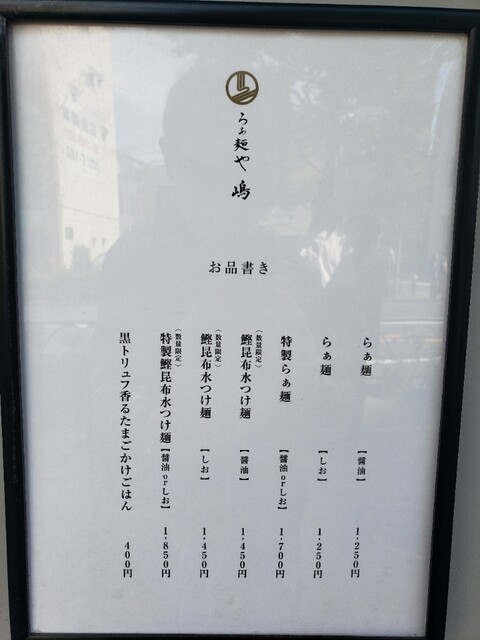 らぁ麺や 嶋
お品書き
らぁ麺 【醤油】 1,250円
らぁ麺 【しお】 1,250円
特製らぁ麺 【醤油orしお】 1,700円
(数量限定)
鰹昆布水つけ麺 【醤油】 1,450円
(数量限定)
鰹昆布水つけ麺 【しお】 1,450円
(数量限定)
特製鰹昆布水つけ麺【醤油orしお】 1,850円
黒トリュフ香るたまごかけごはん 400円